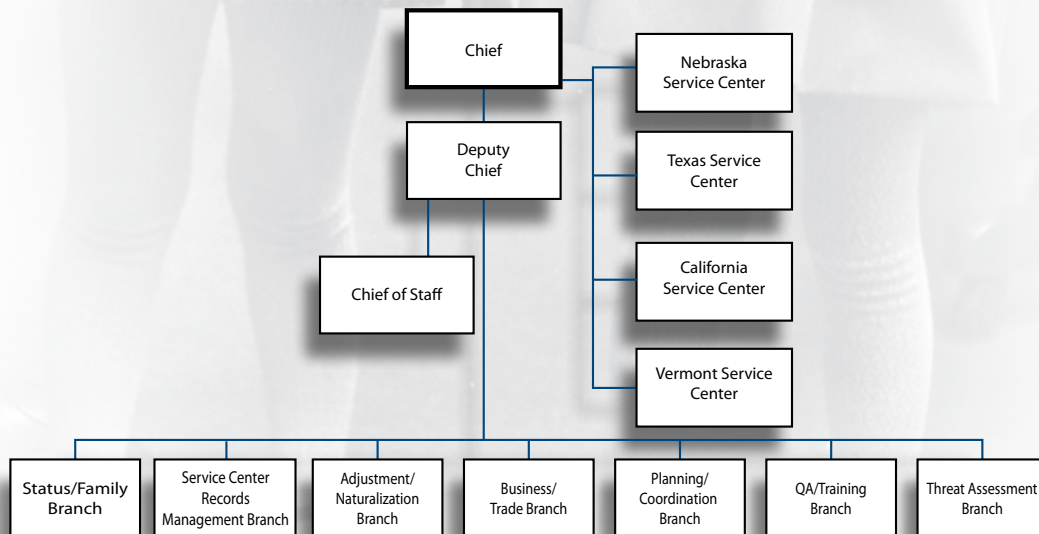 Chief
Nebraska
Service Center
Deputy
Chief
Texas Service
Center
Chief of Staff
California
Service Center
Vermont Service
Center
Status/Family
Branch
Service Center
Records
Management Branch
Adjustment/
Naturalization
Branch
Business/
Trade Branch
Planning/
Coordination
Branch
QA/Training
Branch
Threat Assessment
Branch